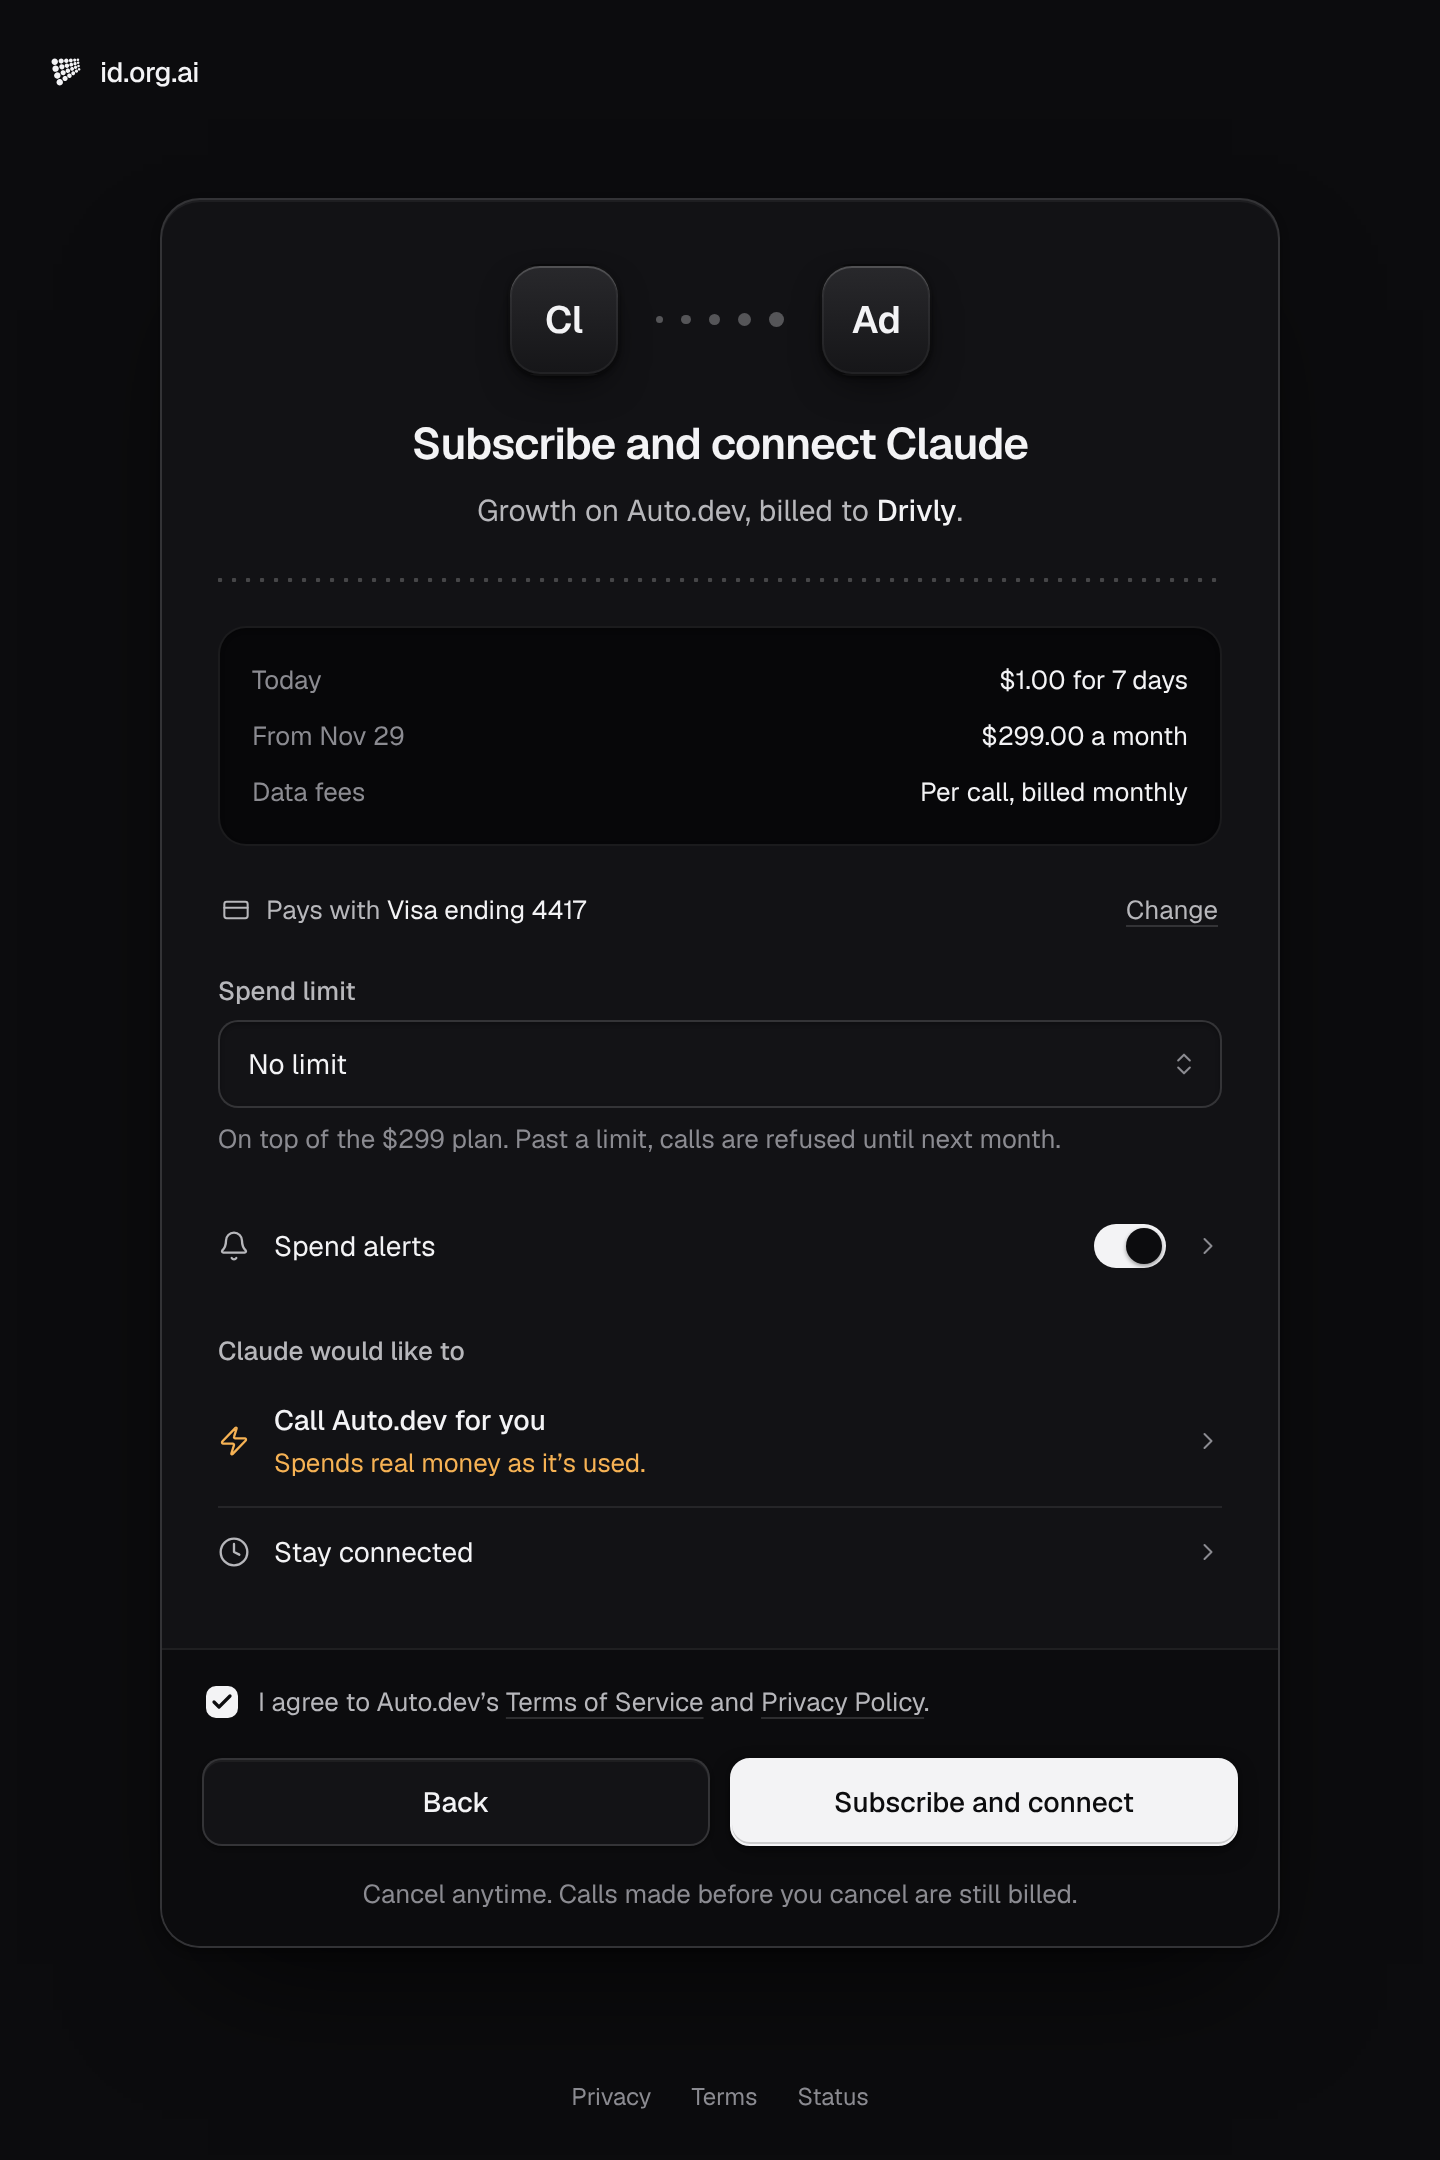 id.org.ai
Cl
Ad
Subscribe and connect Claude
Growth on Auto.dev, billed to Drivly.
Today
$1.00 for 7 days
From Nov 29
$299.00 a month
Data fees
Per call, billed monthly
Pays with Visa ending 4417
Change
Spend limit
No limit
On top of the $299 plan. Past a limit, calls are refused until next month.
Spend alerts
Claude would like to
Call Auto.dev for you
Spends real money as it’s used.
Stay connected
I agree to Auto.dev’s Terms of Service and Privacy Policy.
Back
Subscribe and connect
Cancel anytime. Calls made before you cancel are still billed.
Privacy
Terms
Status